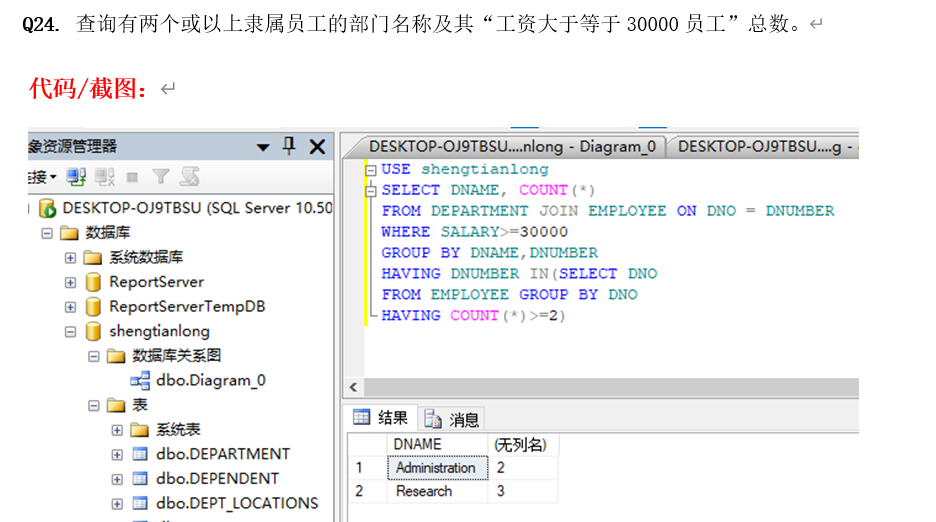 Q24. 查询有两个或以上隶属员工的部门名称及其“工资大于等于 30000 员工”总数。↵
代码/截图：↵
象资源管理器
DESKTOP-OJ9TBSU....nlong - Diagram_0
DESKTOP-OJ9TBSU....g -
连接
DESKTOP-OJ9TBSU (SQL Server 10.50
数据库
系统数据库
ReportServer
ReportServerTempDB
shengtianlong
数据库关系图
dbo.Diagram_0
表
系统表
dbo.DEPARTMENT
dbo.DEPENDENT
dbo.DEPT_LOCATIONS
USE shengtianlong
SELECT DNAME, COUNT(*)
FROM DEPARTMENT JOIN EMPLOYEE ON DNO = DNUMBER
WHERE SALARY>=30000
GROUP BY DNAME,DNUMBER
HAVING DNUMBER IN(SELECT DNO
FROM EMPLOYEE GROUP BY DNO
HAVING COUNT(*)>=2)
结果 消息
DNAME (无列名)
1 Administration 2
2 Research 3